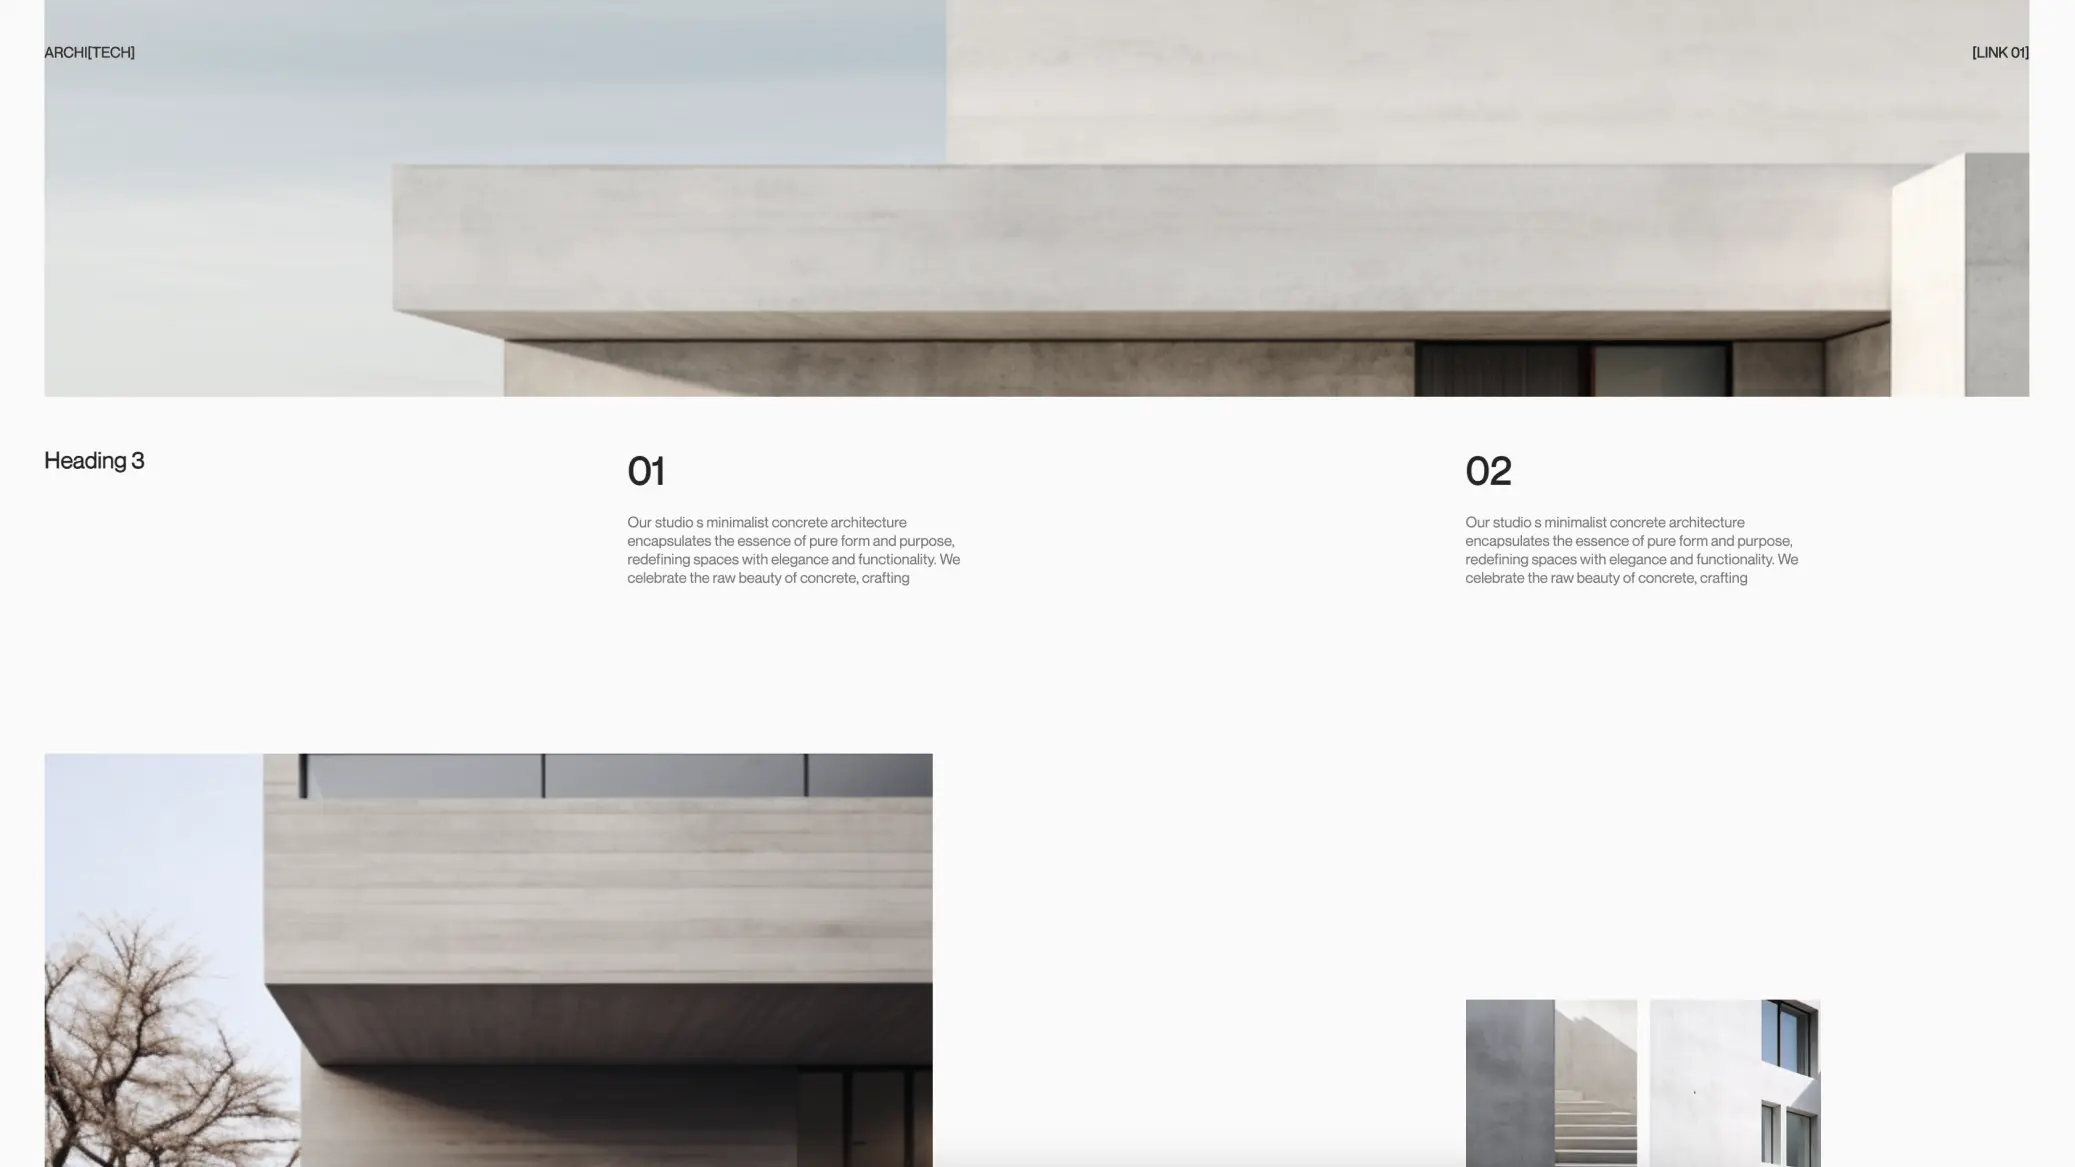 ARCHI[TECH]
[LINK 01]
Heading 3
01
Our studio s minimalist concrete architecture
encapsulates the essence of pure form and purpose,
redefining spaces with elegance and functionality. We
celebrate the raw beauty of concrete, crafting
02
Our studio s minimalist concrete architecture
encapsulates the essence of pure form and purpose,
redefining spaces with elegance and functionality. We
celebrate the raw beauty of concrete, crafting